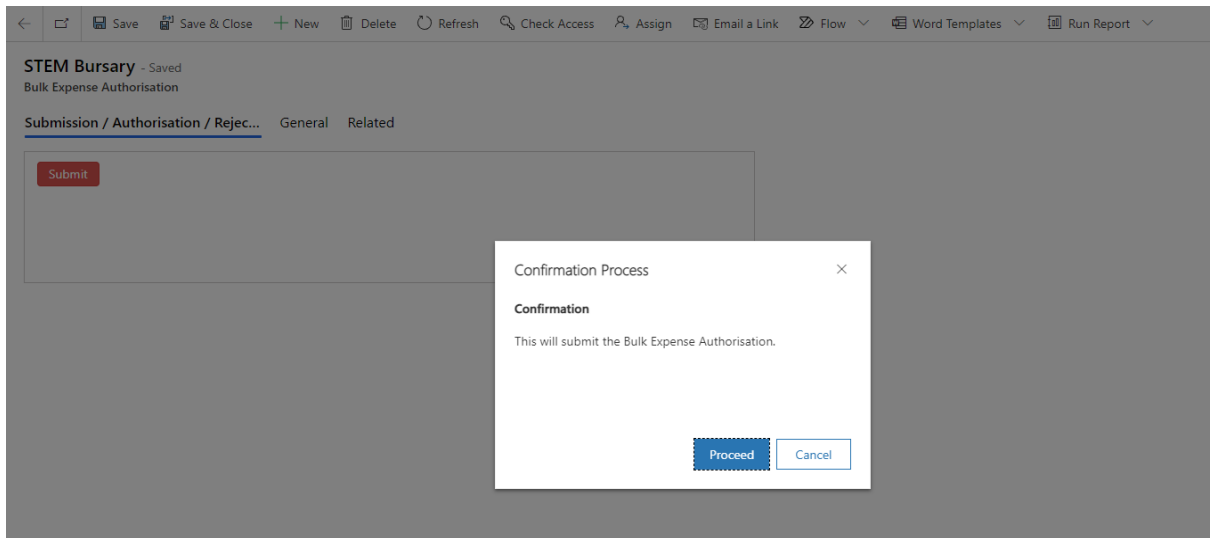 Save Save & Close New Delete Refresh Check Access Assign Email a Link Flow Word Templates Run Report
STEM Bursary - Saved
Bulk Expense Authorisation
Submission / Authorisation / Rejec... General Related
Submit
Confirmation Process
Confirmation
This will submit the Bulk Expense Authorisation.
Proceed Cancel